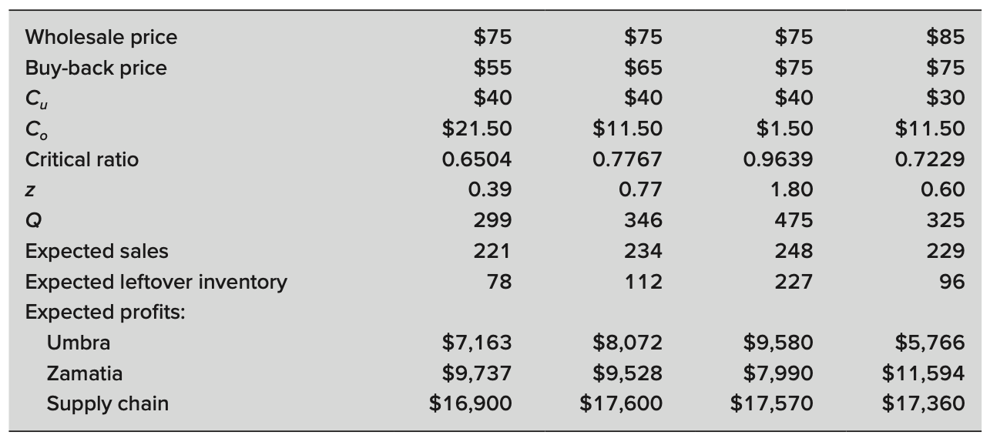 Wholesale price $75 $75 $75 $85
Buy-back price $55 $65 $75 $75
Cu $40 $40 $40 $30
Co $21.50 $11.50 $1.50 $11.50
Critical ratio 0.6504 0.7767 0.9639 0.7229
z 0.39 0.77 1.80 0.60
Q 299 346 475 325
Expected sales 221 234 248 229
Expected leftover inventory 78 112 227 96
Expected profits:
Umbra $7,163 $8,072 $9,580 $5,766
Zamatia $9,737 $9,528 $7,990 $11,594
Supply chain $16,900 $17,600 $17,570 $17,360